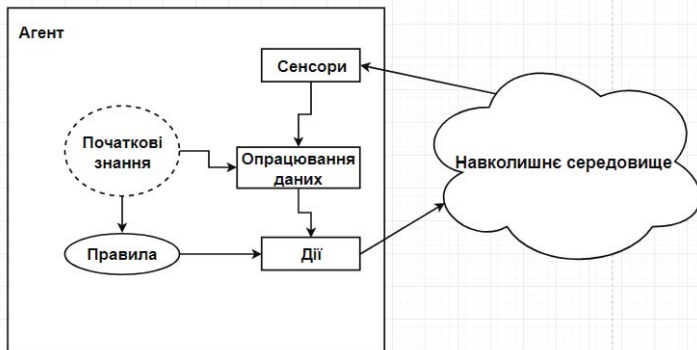 Агент
Сенсори
Початкові
знання
Опрацювання
даних
Навколишнє середовище
Правила
Дії